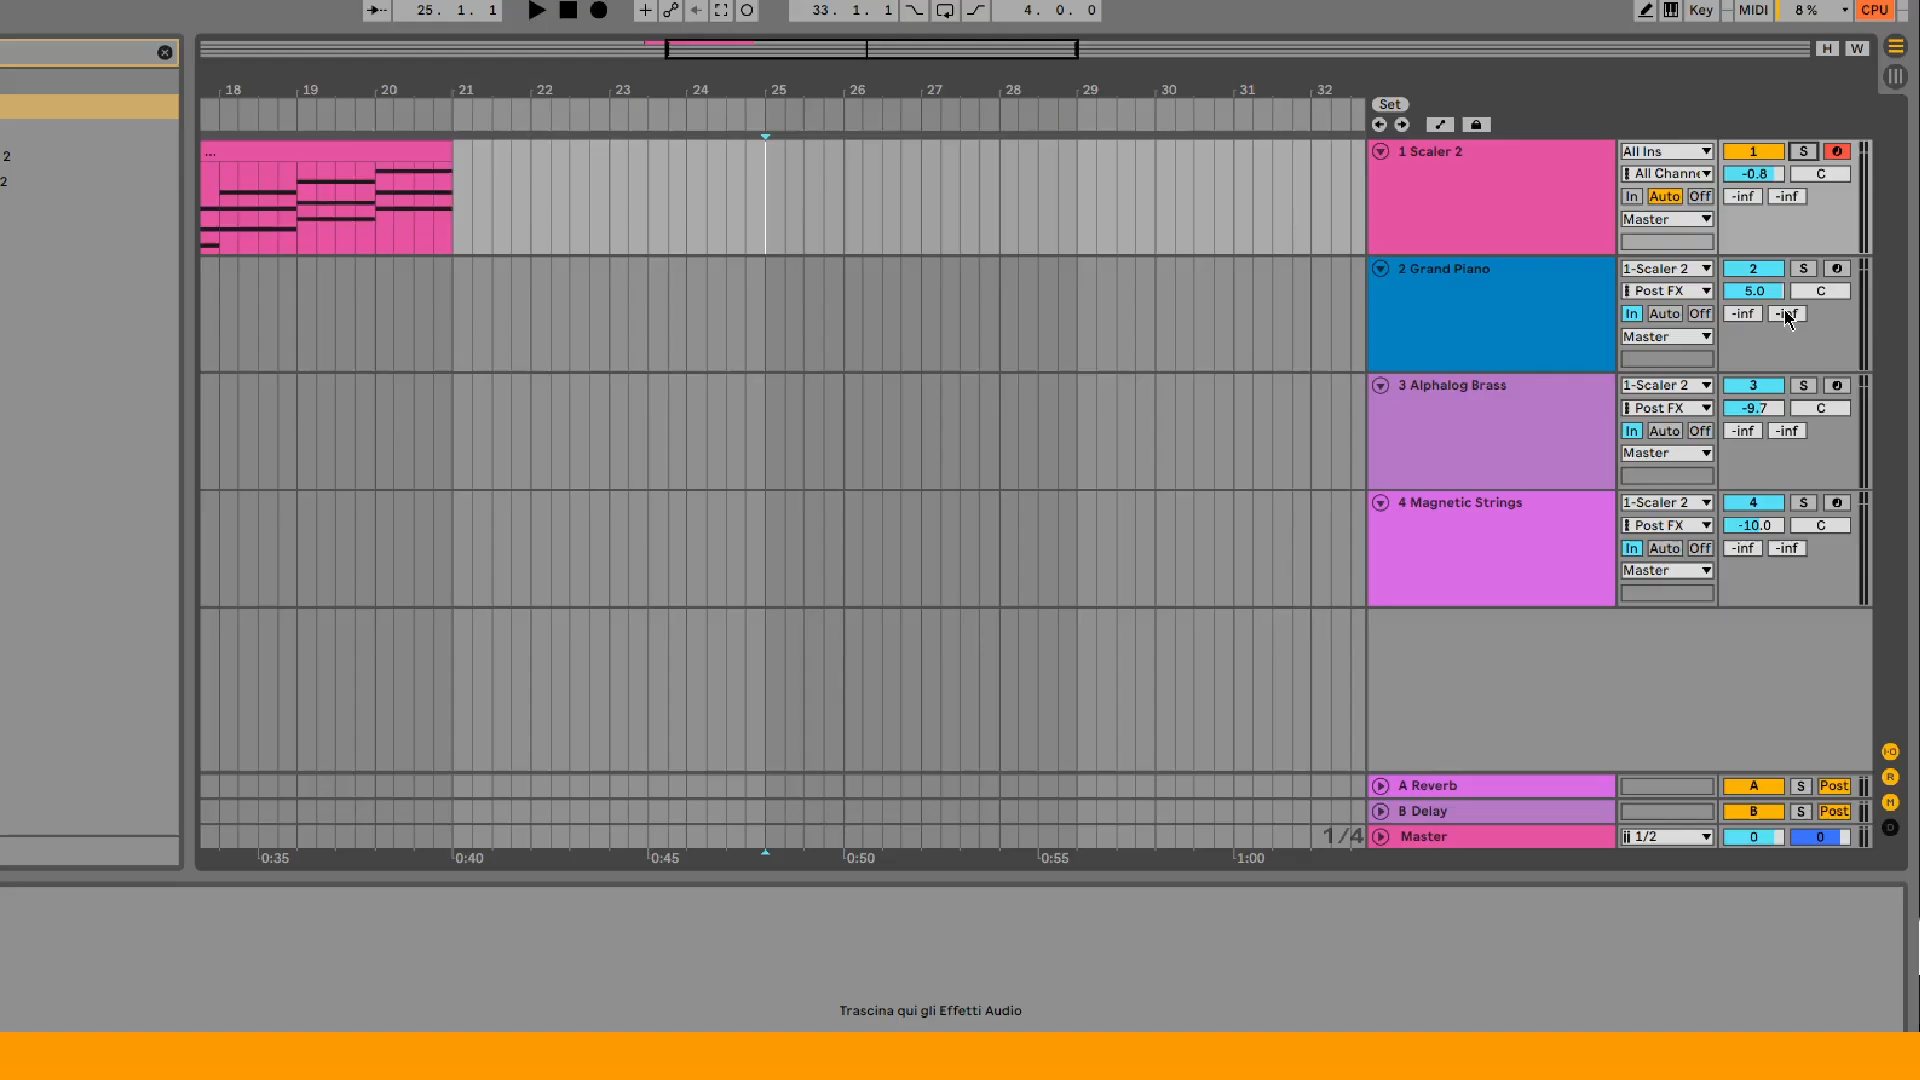 25. 1. 1
33. 1. 1
4. 0. 0
Key
MIDI
8 %
CPU
H
W
18 19 20 21 22 23 24 25 26 27 28 29 30 31 32
Set
2
2
...
1 Scaler 2
All Ins
1
S
All Channe
-0.8
C
In
Auto
Off
-inf
-inf
Master
2 Grand Piano
1-Scaler 2
2
S
Post FX
5.0
C
In
Auto
Off
-inf
-inf
Master
3 Alphalog Brass
1-Scaler 2
3
S
Post FX
-9.7
C
In
Auto
Off
-inf
-inf
Master
4 Magnetic Strings
1-Scaler 2
4
S
Post FX
-10.0
C
In
Auto
Off
-inf
-inf
Master
I·O
R
M
D
A Reverb
A
S
Post
B Delay
B
S
Post
1/4
Master
1/2
0
0
0:35 0:40 0:45 0:50 0:55 1:00
Trascina qui gli Effetti Audio